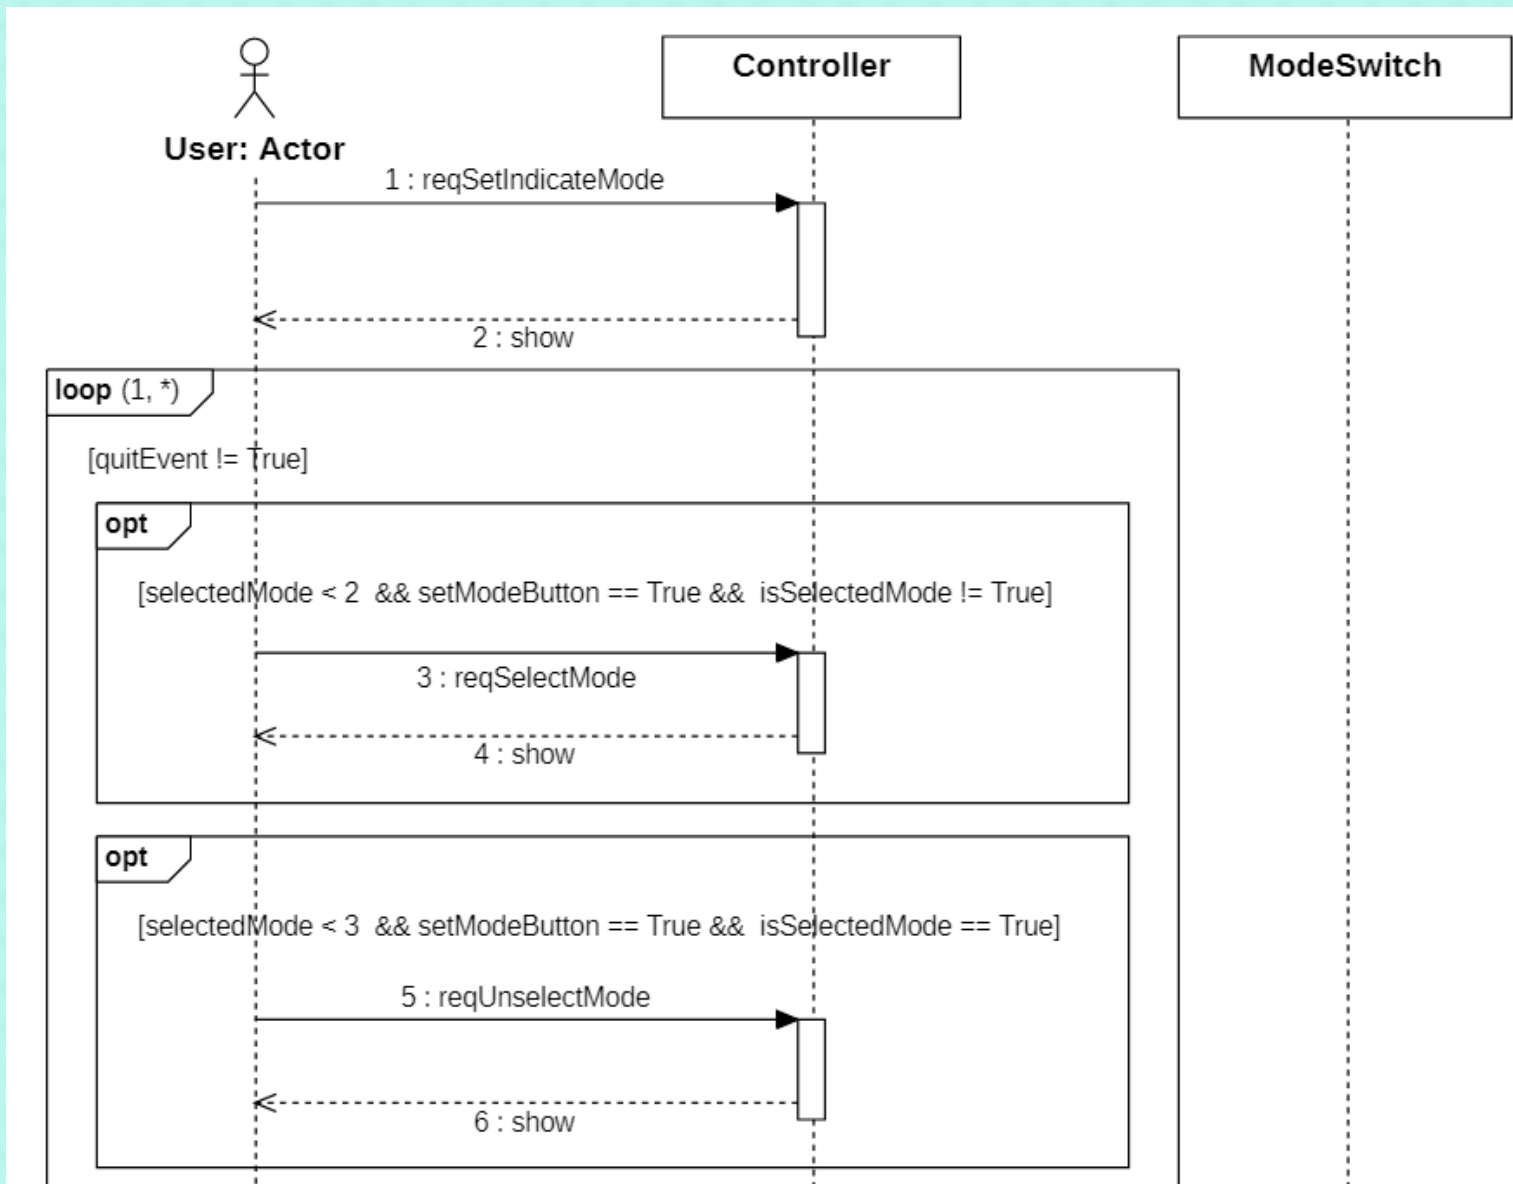 Controller
ModeSwitch
User: Actor
1 : reqSetIndicateMode
2 : show
loop (1, *)
[quitEvent != True]
opt
[selectedMode < 2 && setModeButton == True && isSelectedMode != True]
3 : reqSelectMode
4 : show
opt
[selectedMode < 3 && setModeButton == True && isSelectedMode == True]
5 : reqUnselectMode
6 : show